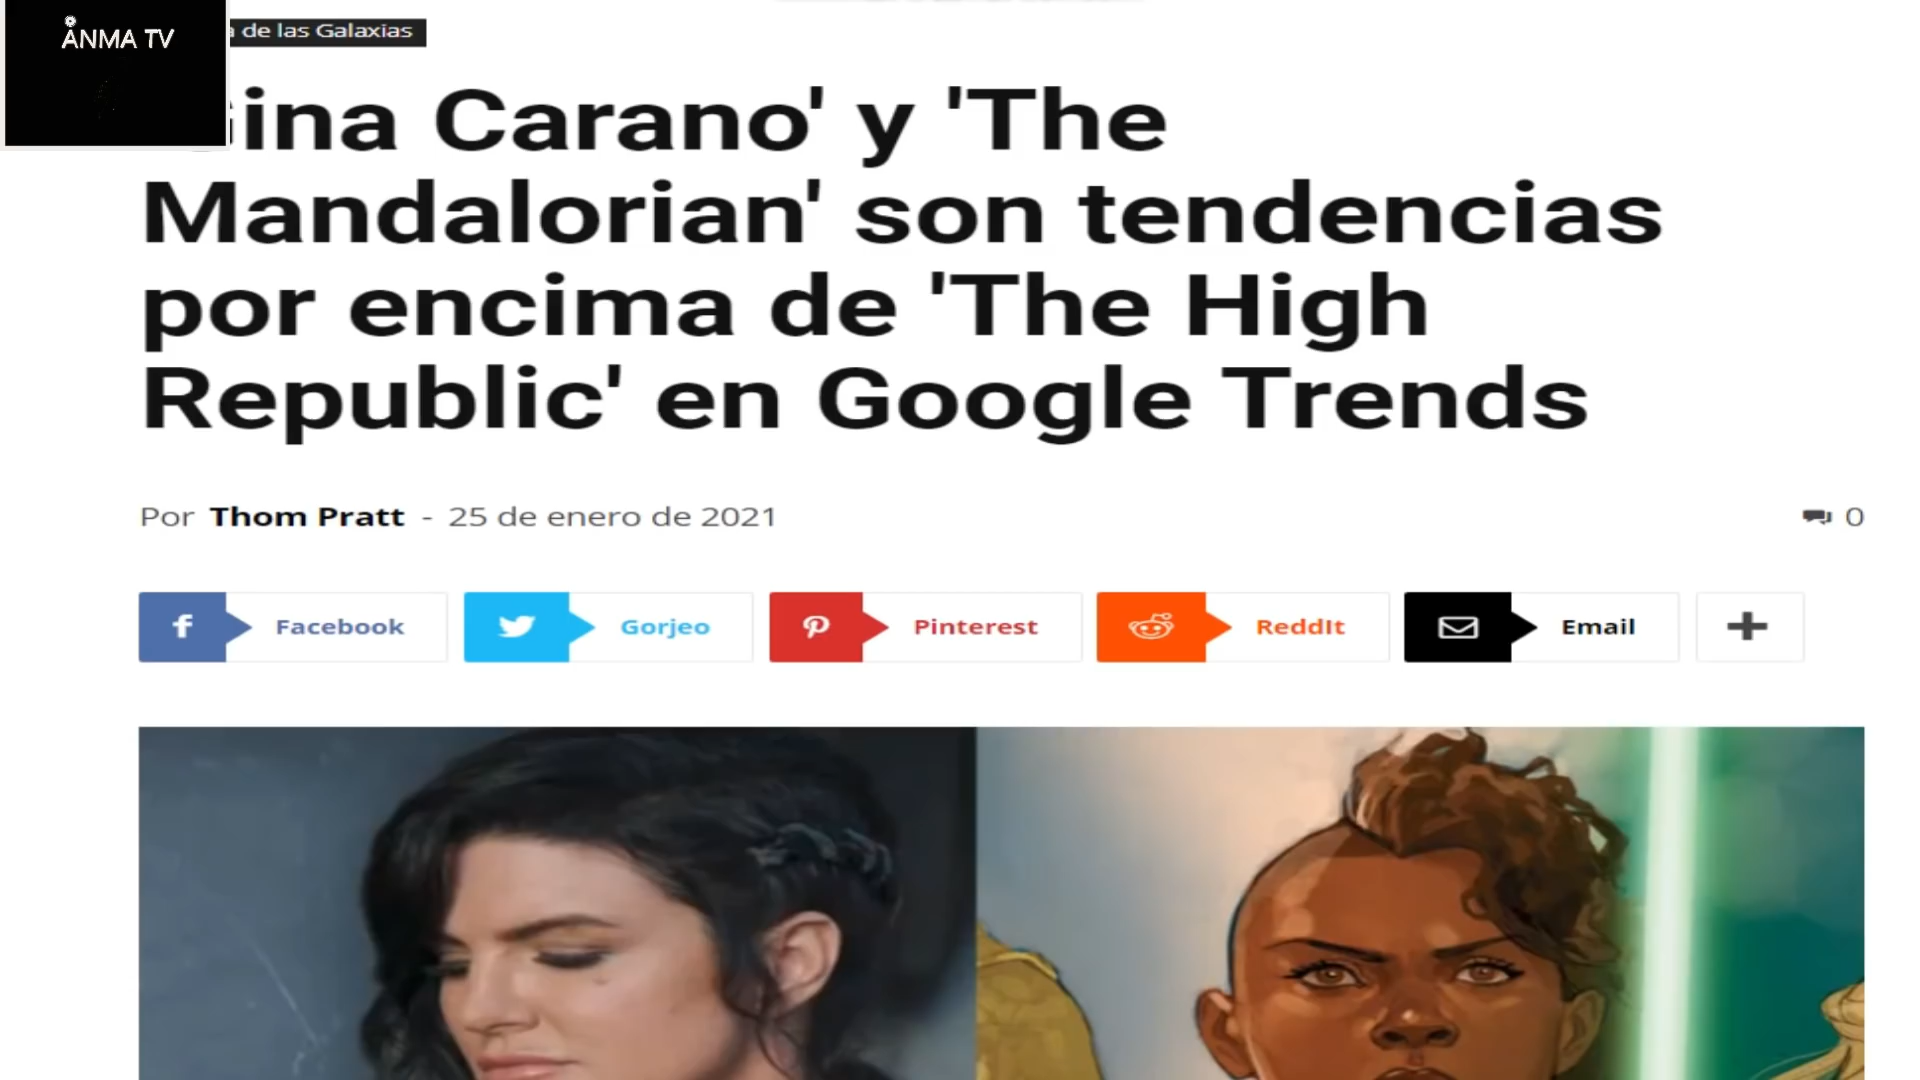 ANMA TV
de las Galaxias
Gina Carano' y 'The
Mandalorian' son tendencias
por encima de 'The High
Republic' en Google Trends
Por Thom Pratt - 25 de enero de 2021
0
Facebook
Gorjeo
Pinterest
ReddIt
Email